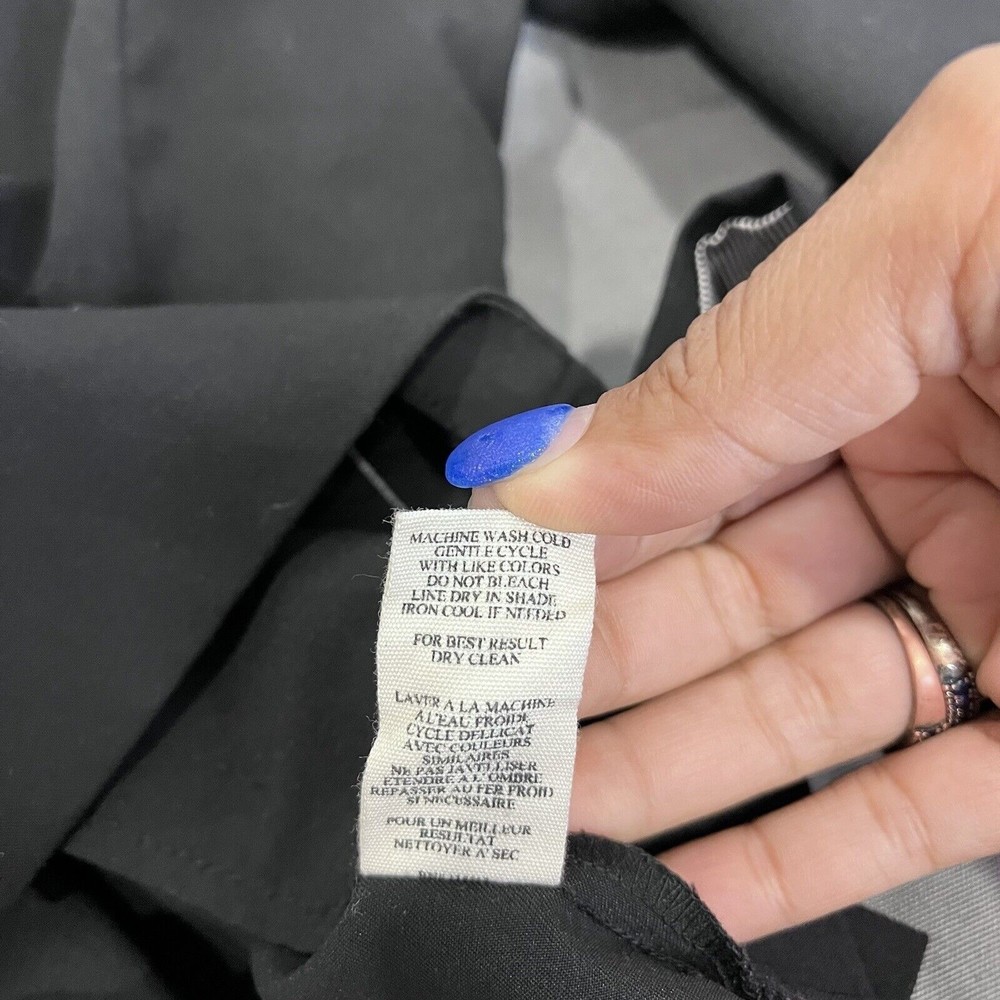 MACHINE WASH COLD
GENTLE CYCLE
WITH LIKE COLORS
DO NOT BLEACH
LINE DRY IN SHADE
IRON COOL IF NEEDED
FOR BEST RESULT
DRY CLEAN
LAVER A LA MACHINE
A L'EAU FROIDE
CYCLE DELLICAT
AVEC COULEURS
SIMILAIRES
NE PAS JAVELLISER
ETENDRE A L'OMBRE
REPASSER AU FER FROID
SI NECUSSAIRE
POUR UN MEILLEUR
RESULTAT
NETTOYER A' SEC